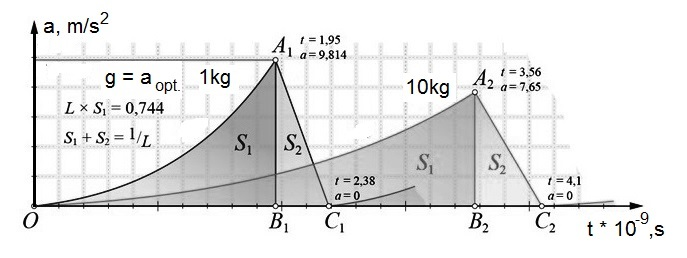 a, m/s²
A₁ t = 1,95
a = 9,814
g = a opt. 1kg
L × S₁ = 0,744
S₁ + S₂ = 1/L
S₁ S₂
10kg
A₂ t = 3,56
a = 7,65
S₁ S₂
t = 2,38
a = 0
t = 4,1
a = 0
O B₁ C₁ B₂ C₂ t * 10⁻⁹,s